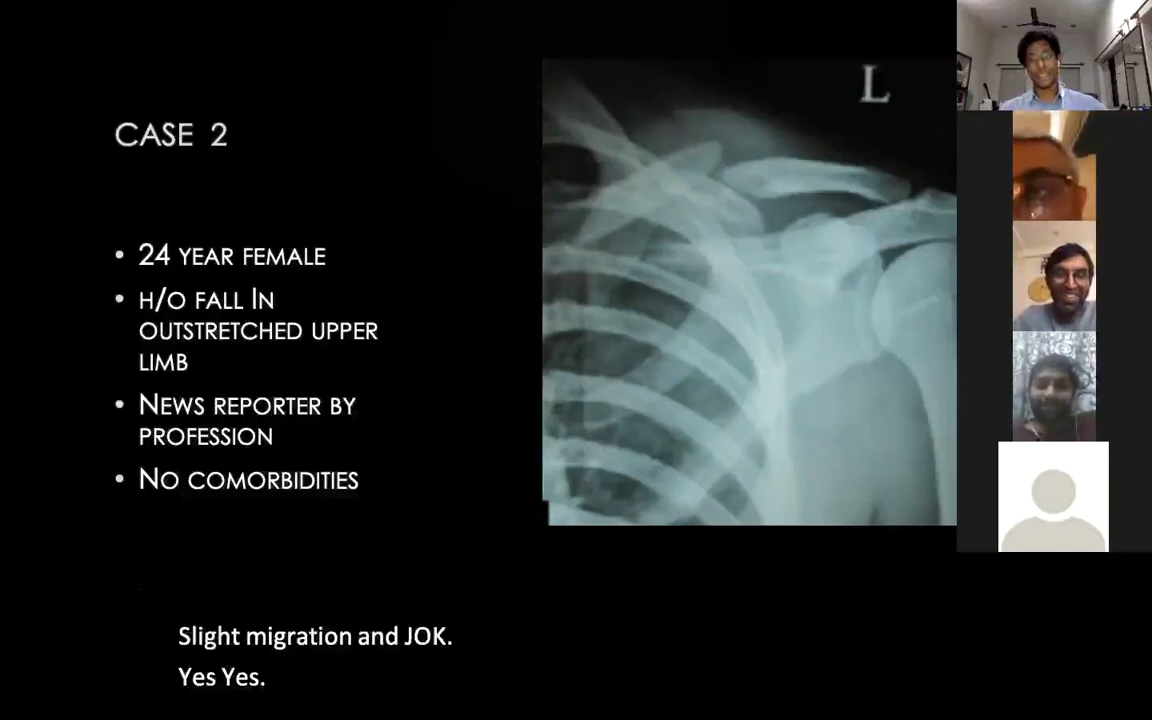 CASE 2
• 24 YEAR FEMALE
• H/O FALL IN
OUTSTRETCHED UPPER
LIMB
• NEWS REPORTER BY
PROFESSION
• NO COMORBIDITIES
L
Slight migration and JOK.
Yes Yes.